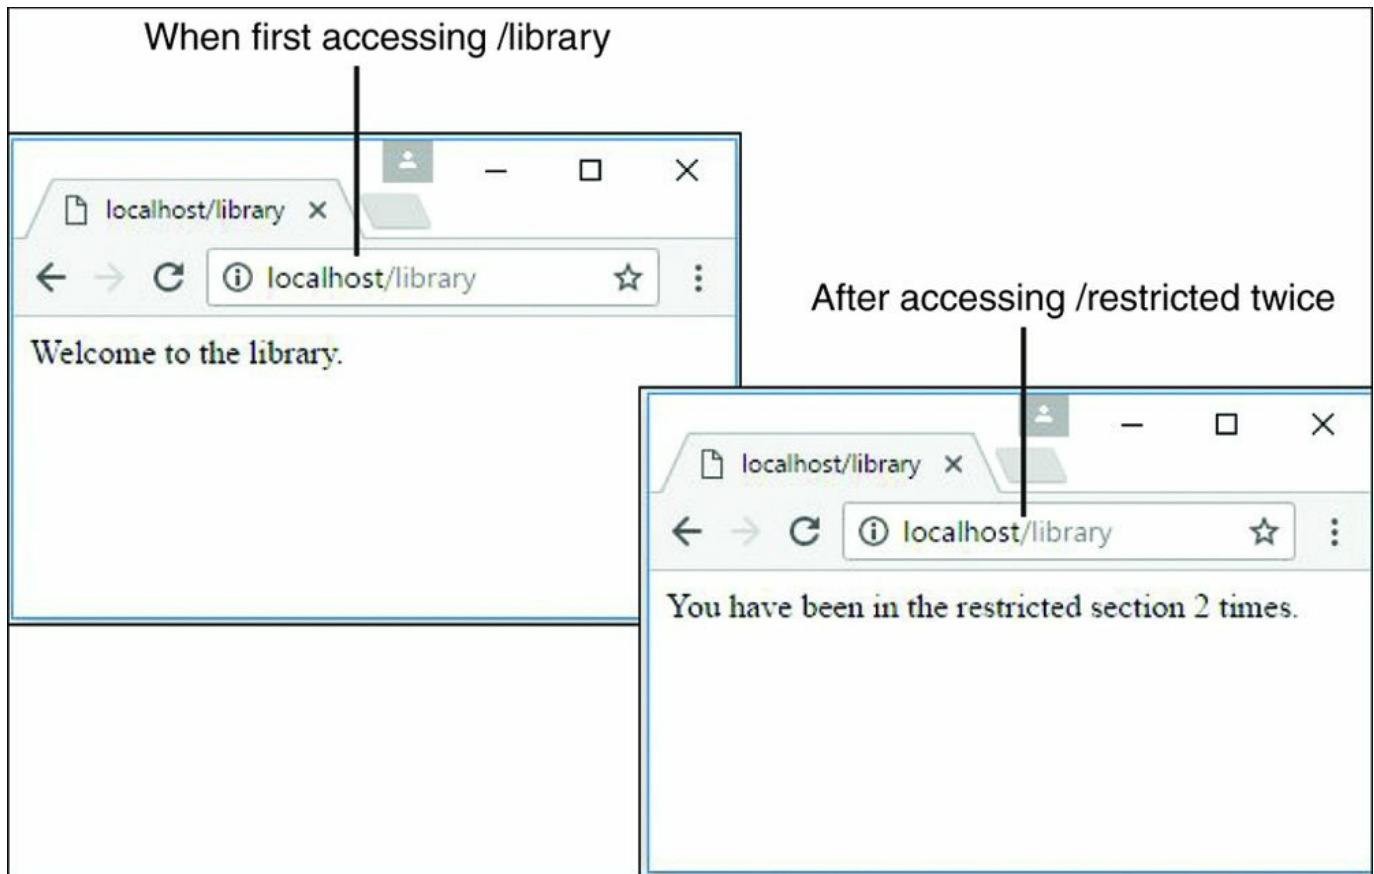 When first accessing /library
localhost/library
localhost/library
Welcome to the library.
After accessing /restricted twice
localhost/library
localhost/library
You have been in the restricted section 2 times.